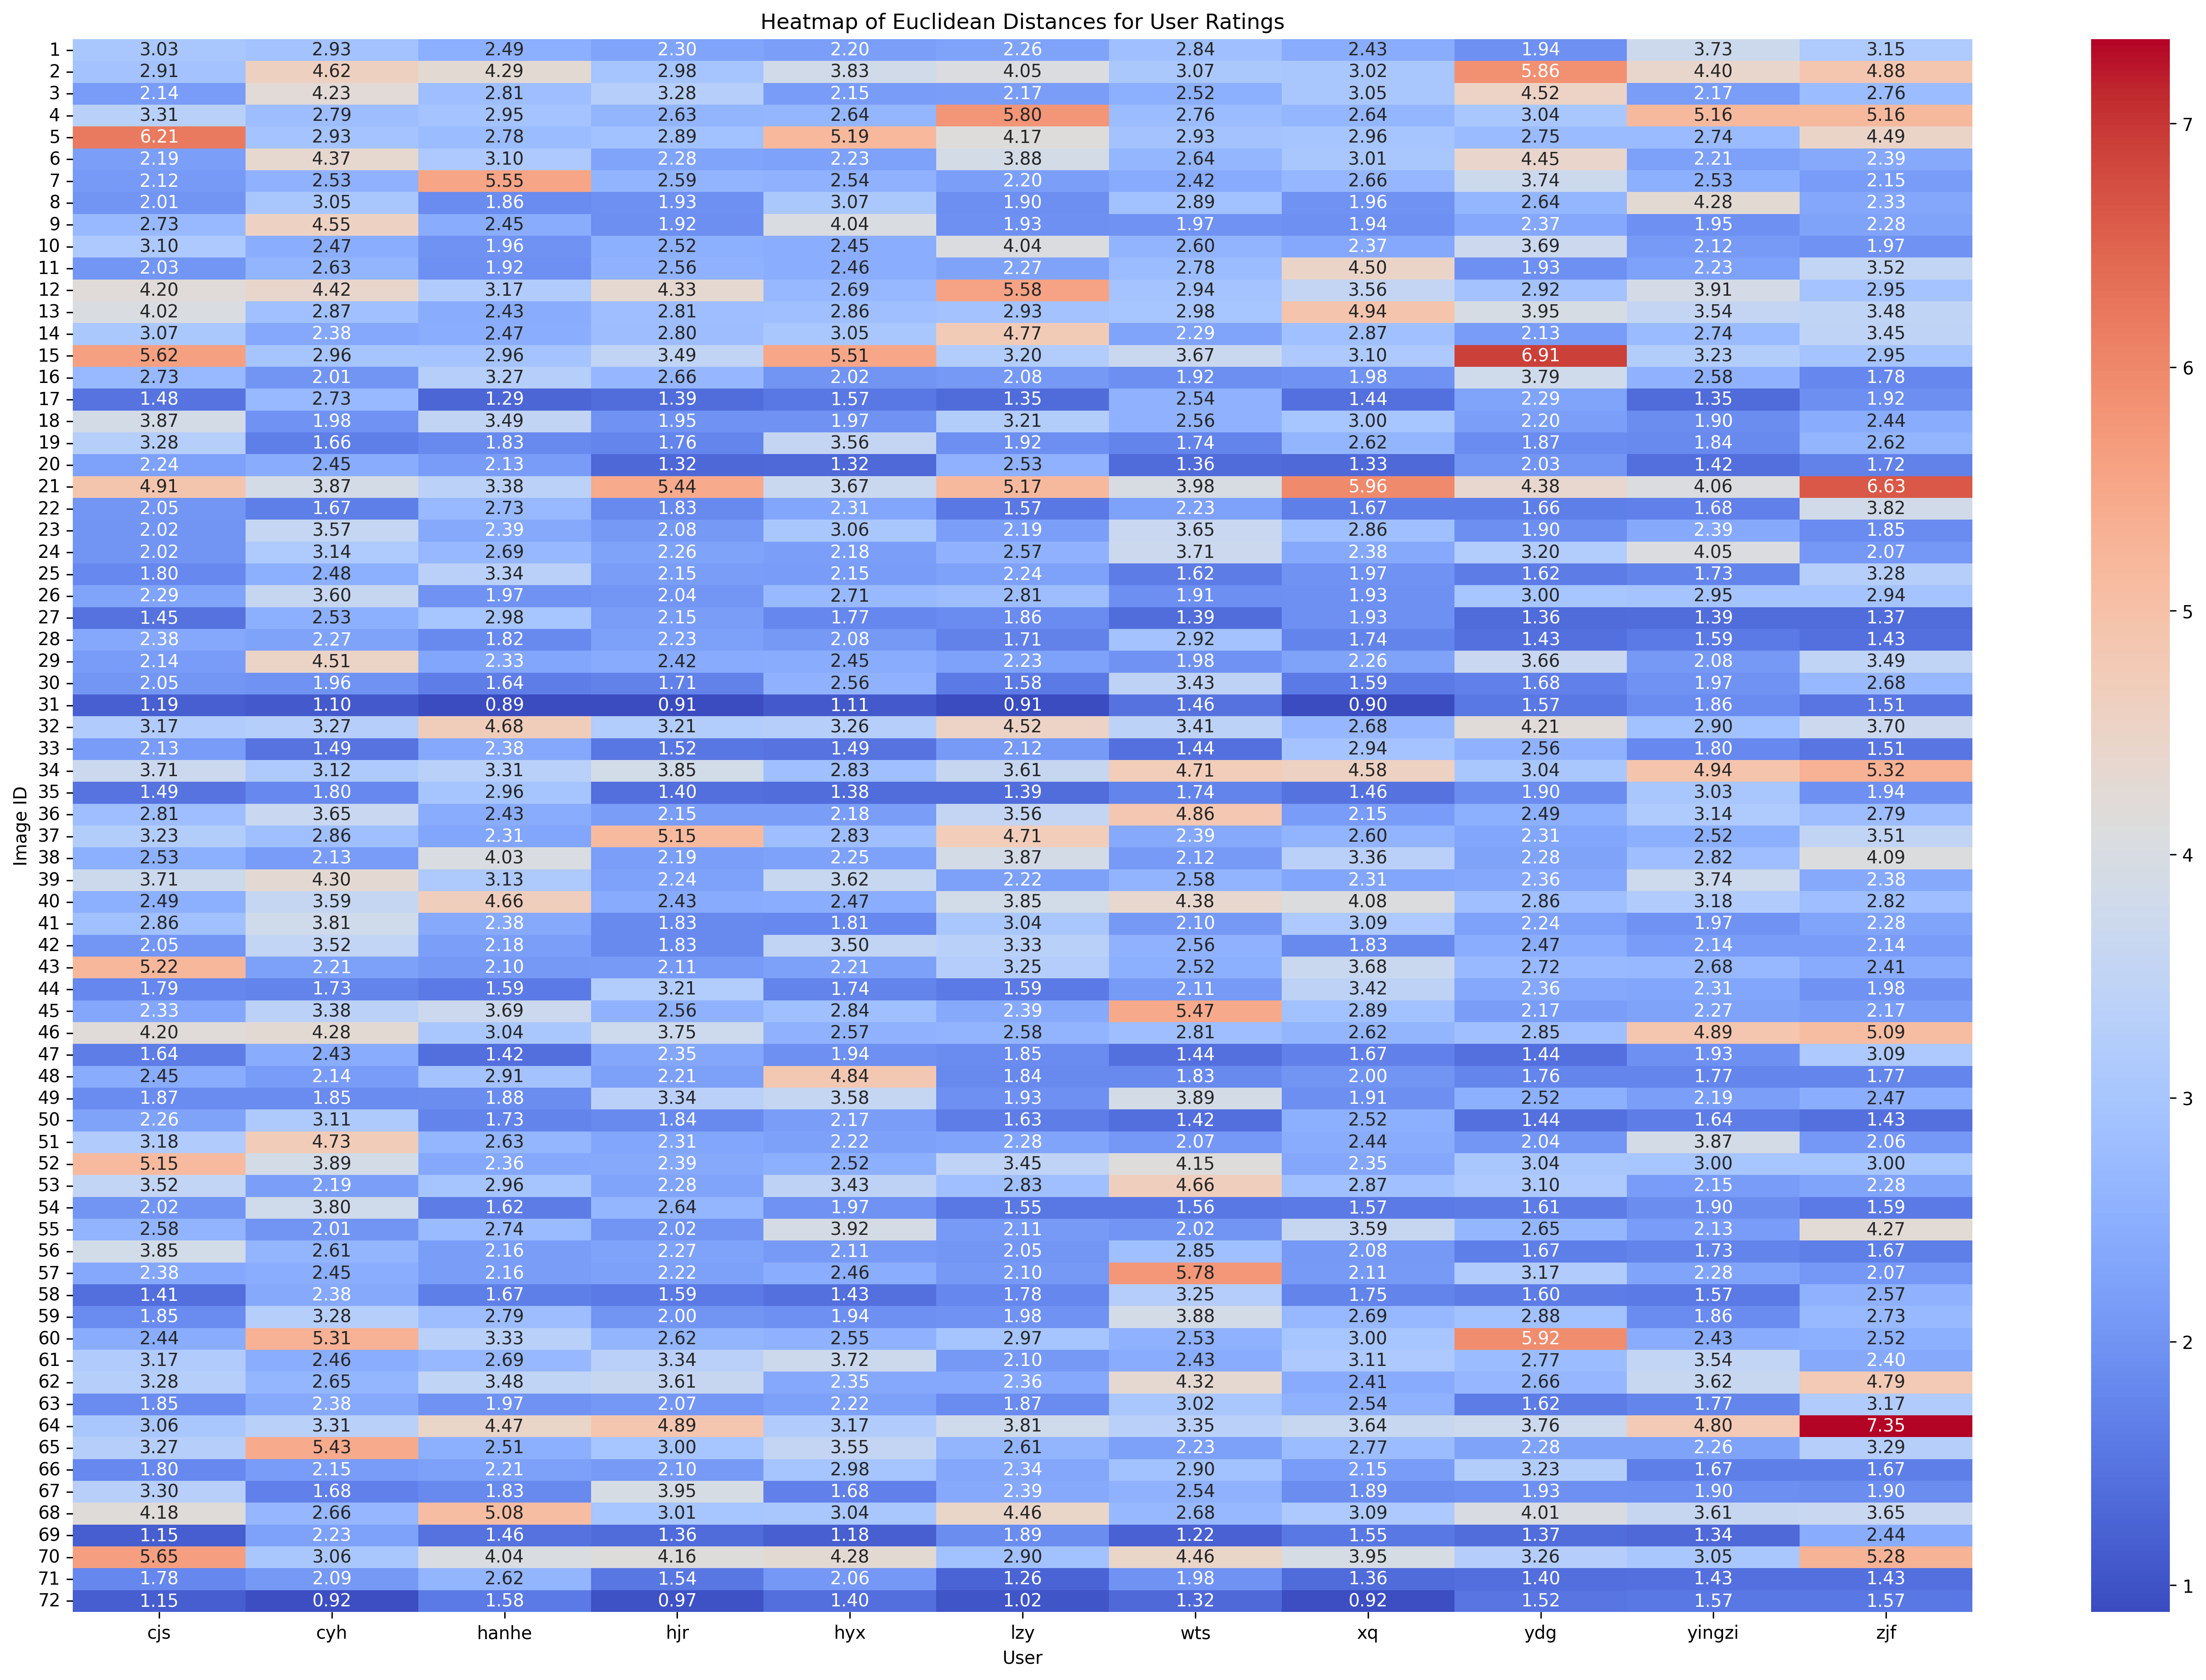 Heatmap of Euclidean Distances for User Ratings
1 3.03 2.93 2.49 2.30 2.20 2.26 2.84 2.43 1.94 3.73 3.15
2 2.91 4.62 4.29 2.98 3.83 4.05 3.07 3.02 5.86 4.40 4.88
3 2.14 4.23 2.81 3.28 2.15 2.17 2.52 3.05 4.52 2.17 2.76
4 3.31 2.79 2.95 2.63 2.64 5.80 2.76 2.64 3.04 5.16 5.16
5 6.21 2.93 2.78 2.89 5.19 4.17 2.93 2.96 2.75 2.74 4.49
6 2.19 4.37 3.10 2.28 2.23 3.88 2.64 3.01 4.45 2.21 2.39
7 2.12 2.53 5.55 2.59 2.54 2.20 2.42 2.66 3.74 2.53 2.15
8 2.01 3.05 1.86 1.93 3.07 1.90 2.89 1.96 2.64 4.28 2.33
9 2.73 4.55 2.45 1.92 4.04 1.93 1.97 1.94 2.37 1.95 2.28
10 3.10 2.47 1.96 2.52 2.45 4.04 2.60 2.37 3.69 2.12 1.97
11 2.03 2.63 1.92 2.56 2.46 2.27 2.78 4.50 1.93 2.23 3.52
12 4.20 4.42 3.17 4.33 2.69 5.58 2.94 3.56 2.92 3.91 2.95
13 4.02 2.87 2.43 2.81 2.86 2.93 2.98 4.94 3.95 3.54 3.48
14 3.07 2.38 2.47 2.80 3.05 4.77 2.29 2.87 2.13 2.74 3.45
15 5.62 2.96 2.96 3.49 5.51 3.20 3.67 3.10 6.91 3.23 2.95
16 2.73 2.01 3.27 2.66 2.02 2.08 1.92 1.98 3.79 2.58 1.78
17 1.48 2.73 1.29 1.39 1.57 1.35 2.54 1.44 2.29 1.35 1.92
18 3.87 1.98 3.49 1.95 1.97 3.21 2.56 3.00 2.20 1.90 2.44
19 3.28 1.66 1.83 1.76 3.56 1.92 1.74 2.62 1.87 1.84 2.62
20 2.24 2.45 2.13 1.32 1.32 2.53 1.36 1.33 2.03 1.42 1.72
21 4.91 3.87 3.38 5.44 3.67 5.17 3.98 5.96 4.38 4.06 6.63
22 2.05 1.67 2.73 1.83 2.31 1.57 2.23 1.67 1.66 1.68 3.82
23 2.02 3.57 2.39 2.08 3.06 2.19 3.65 2.86 1.90 2.39 1.85
24 2.02 3.14 2.69 2.26 2.18 2.57 3.71 2.38 3.20 4.05 2.07
25 1.80 2.48 3.34 2.15 2.15 2.24 1.62 1.97 1.62 1.73 3.28
26 2.29 3.60 1.97 2.04 2.71 2.81 1.91 1.93 3.00 2.95 2.94
27 1.45 2.53 2.98 2.15 1.77 1.86 1.39 1.93 1.36 1.39 1.37
28 2.38 2.27 1.82 2.23 2.08 1.71 2.92 1.74 1.43 1.59 1.43
29 2.14 4.51 2.33 2.42 2.45 2.23 1.98 2.26 3.66 2.08 3.49
30 2.05 1.96 1.64 1.71 2.56 1.58 3.43 1.59 1.68 1.97 2.68
31 1.19 1.10 0.89 0.91 1.11 0.91 1.46 0.90 1.57 1.86 1.51
32 3.17 3.27 4.68 3.21 3.26 4.52 3.41 2.68 4.21 2.90 3.70
33 2.13 1.49 2.38 1.52 1.49 2.12 1.44 2.94 2.56 1.80 1.51
34 3.71 3.12 3.31 3.85 2.83 3.61 4.71 4.58 3.04 4.94 5.32
35 1.49 1.80 2.96 1.40 1.38 1.39 1.74 1.46 1.90 3.03 1.94
36 2.81 3.65 2.43 2.15 2.18 3.56 4.86 2.15 2.49 3.14 2.79
37 3.23 2.86 2.31 5.15 2.83 4.71 2.39 2.60 2.31 2.52 3.51
38 2.53 2.13 4.03 2.19 2.25 3.87 2.12 3.36 2.28 2.82 4.09
39 3.71 4.30 3.13 2.24 3.62 2.22 2.58 2.31 2.36 3.74 2.38
40 2.49 3.59 4.66 2.43 2.47 3.85 4.38 4.08 2.86 3.18 2.82
41 2.86 3.81 2.38 1.83 1.81 3.04 2.10 3.09 2.24 1.97 2.28
42 2.05 3.52 2.18 1.83 3.50 3.33 2.56 1.83 2.47 2.14 2.14
43 5.22 2.21 2.10 2.11 2.21 3.25 2.52 3.68 2.72 2.68 2.41
44 1.79 1.73 1.59 3.21 1.74 1.59 2.11 3.42 2.36 2.31 1.98
45 2.33 3.38 3.69 2.56 2.84 2.39 5.47 2.89 2.17 2.27 2.17
46 4.20 4.28 3.04 3.75 2.57 2.58 2.81 2.62 2.85 4.89 5.09
47 1.64 2.43 1.42 2.35 1.94 1.85 1.44 1.67 1.44 1.93 3.09
48 2.45 2.14 2.91 2.21 4.84 1.84 1.83 2.00 1.76 1.77 1.77
49 1.87 1.85 1.88 3.34 3.58 1.93 3.89 1.91 2.52 2.19 2.47
50 2.26 3.11 1.73 1.84 2.17 1.63 1.42 2.52 1.44 1.64 1.43
51 3.18 4.73 2.63 2.31 2.22 2.28 2.07 2.44 2.04 3.87 2.06
52 5.15 3.89 2.36 2.39 2.52 3.45 4.15 2.35 3.04 3.00 3.00
53 3.52 2.19 2.96 2.28 3.43 2.83 4.66 2.87 3.10 2.15 2.28
54 2.02 3.80 1.62 2.64 1.97 1.55 1.56 1.57 1.61 1.90 1.59
55 2.58 2.01 2.74 2.02 3.92 2.11 2.02 3.59 2.65 2.13 4.27
56 3.85 2.61 2.16 2.27 2.11 2.05 2.85 2.08 1.67 1.73 1.67
57 2.38 2.45 2.16 2.22 2.46 2.10 5.78 2.11 3.17 2.28 2.07
58 1.41 2.38 1.67 1.59 1.43 1.78 3.25 1.75 1.60 1.57 2.57
59 1.85 3.28 2.79 2.00 1.94 1.98 3.88 2.69 2.88 1.86 2.73
60 2.44 5.31 3.33 2.62 2.55 2.97 2.53 3.00 5.92 2.43 2.52
61 3.17 2.46 2.69 3.34 3.72 2.10 2.43 3.11 2.77 3.54 2.40
62 3.28 2.65 3.48 3.61 2.35 2.36 4.32 2.41 2.66 3.62 4.79
63 1.85 2.38 1.97 2.07 2.22 1.87 3.02 2.54 1.62 1.77 3.17
64 3.06 3.31 4.47 4.89 3.17 3.81 3.35 3.64 3.76 4.80 7.35
65 3.27 5.43 2.51 3.00 3.55 2.61 2.23 2.77 2.28 2.26 3.29
66 1.80 2.15 2.21 2.10 2.98 2.34 2.90 2.15 3.23 1.67 1.67
67 3.30 1.68 1.83 3.95 1.68 2.39 2.54 1.89 1.93 1.90 1.90
68 4.18 2.66 5.08 3.01 3.04 4.46 2.68 3.09 4.01 3.61 3.65
69 1.15 2.23 1.46 1.36 1.18 1.89 1.22 1.55 1.37 1.34 2.44
70 5.65 3.06 4.04 4.16 4.28 2.90 4.46 3.95 3.26 3.05 5.28
71 1.78 2.09 2.62 1.54 2.06 1.26 1.98 1.36 1.40 1.43 1.43
72 1.15 0.92 1.58 0.97 1.40 1.02 1.32 0.92 1.52 1.57 1.57
cjs cyh hanhe hjr hyx lzy wts xq ydg yingzi zjf
User
Image ID
7
6
5
4
3
2
1